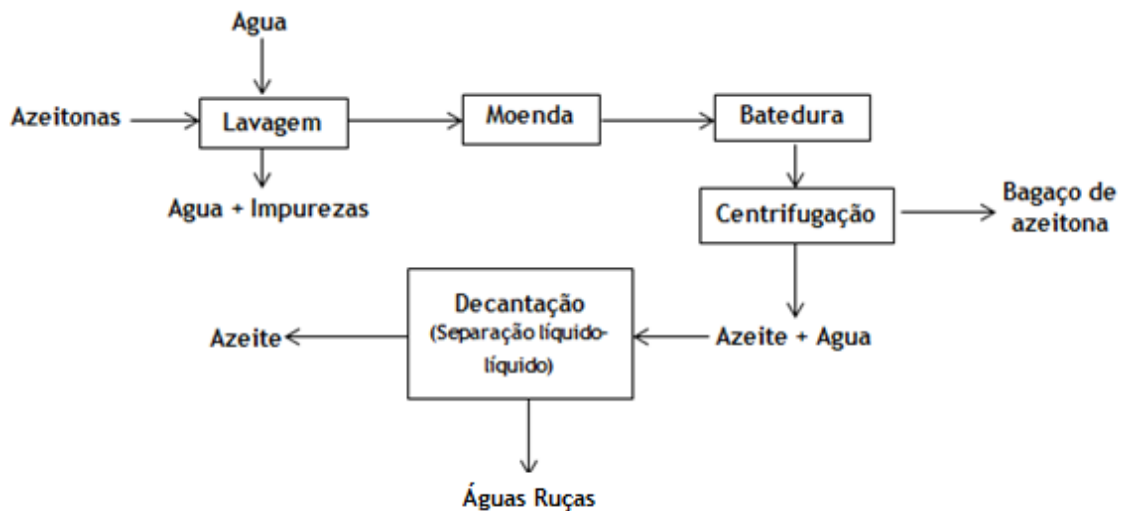 Agua
Azeitonas
Lavagem
Moenda
Batedura
Agua + Impurezas
Centrifugação
Bagaço de
azeitona
Decantação
(Separação líquido-
líquido)
Azeite
Azeite + Agua
Águas Ruças